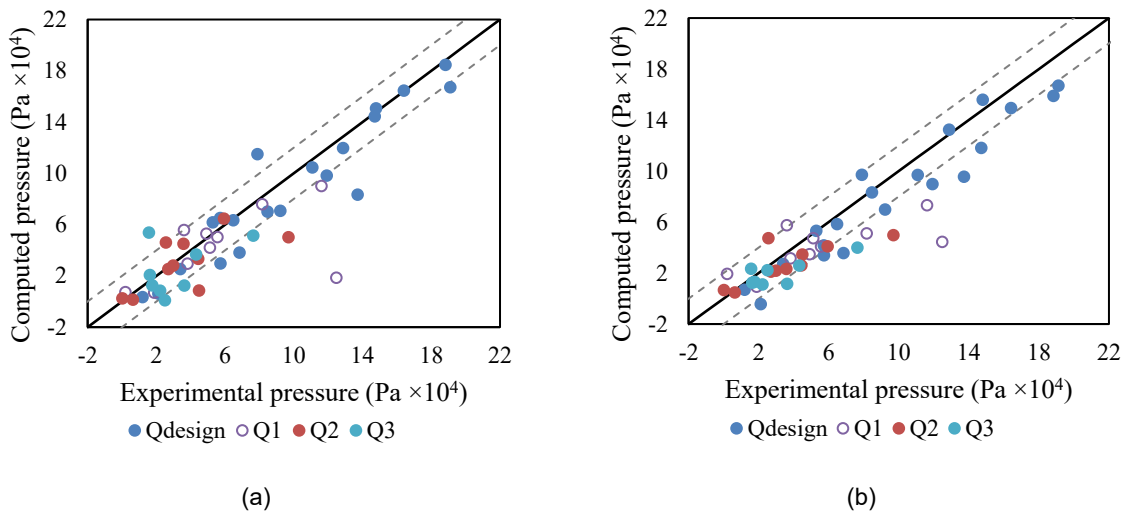 22
18
14
10
6
2
-2
Computed pressure (Pa ×10⁴)
-2 2 6 10 14 18 22
Experimental pressure (Pa ×10⁴)
Qdesign Q1 Q2 Q3
(a)
22
18
14
10
6
2
-2
Computed pressure (Pa ×10⁴)
-2 2 6 10 14 18 22
Experimental pressure (Pa ×10⁴)
Qdesign Q1 Q2 Q3
(b)